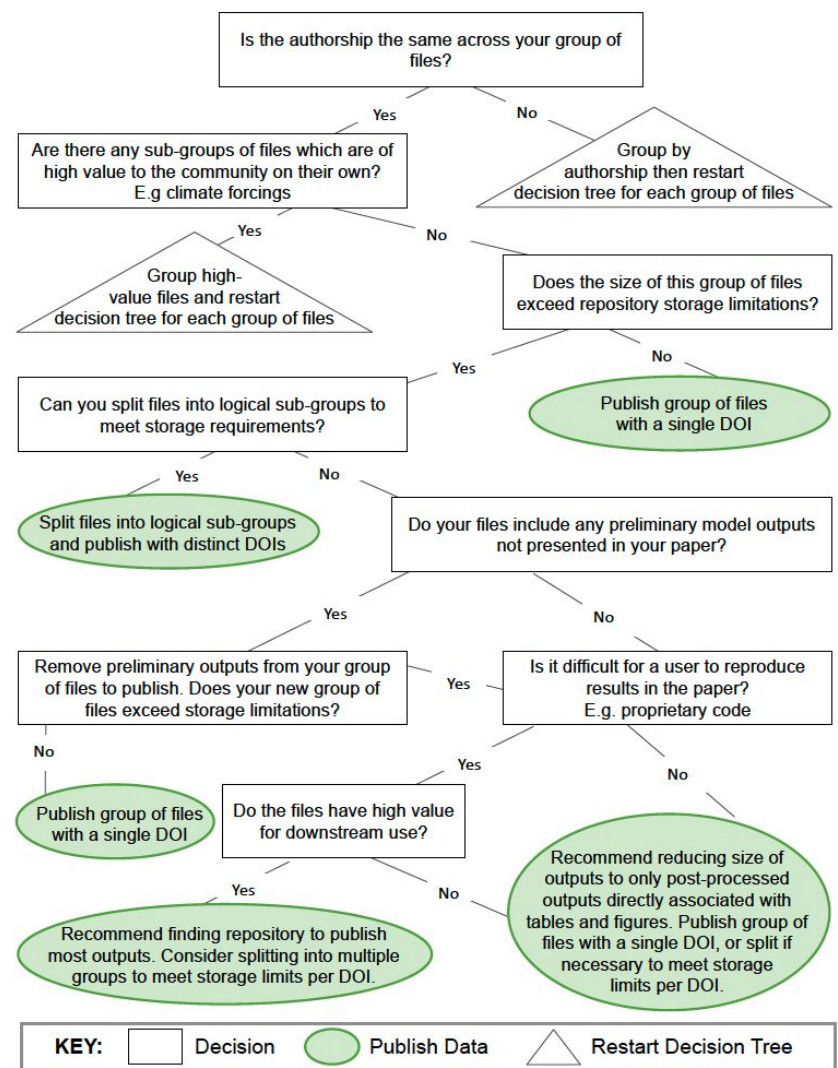 Is the authorship the same across your group of
files?
Yes
No
Are there any sub-groups of files which are of
high value to the community on their own?
E.g climate forcings
Group by
authorship then restart
decision tree for each group of files
Yes
No
Group high-
value files and restart
decision tree for each group of files
Does the size of this group of files
exceed repository storage limitations?
Yes
No
Can you split files into logical sub-groups to
meet storage requirements?
Publish group of files
with a single DOI
Yes
No
Split files into logical sub-groups
and publish with distinct DOIs
Do your files include any preliminary model outputs
not presented in your paper?
Yes
No
Remove preliminary outputs from your group
of files to publish. Does your new group of
files exceed storage limitations?
Yes
Is it difficult for a user to reproduce
results in the paper?
E.g. proprietary code
No
Yes
No
Publish group of files
with a single DOI
Do the files have high value
for downstream use?
Yes
No
Recommend reducing size of
outputs to only post-processed
outputs directly associated with
tables and figures. Publish group of
files with a single DOI, or split if
necessary to meet storage
limits per DOI.
Recommend finding repository to publish
most outputs. Consider splitting into multiple
groups to meet storage limits per DOI.
KEY: Decision Publish Data Restart Decision Tree